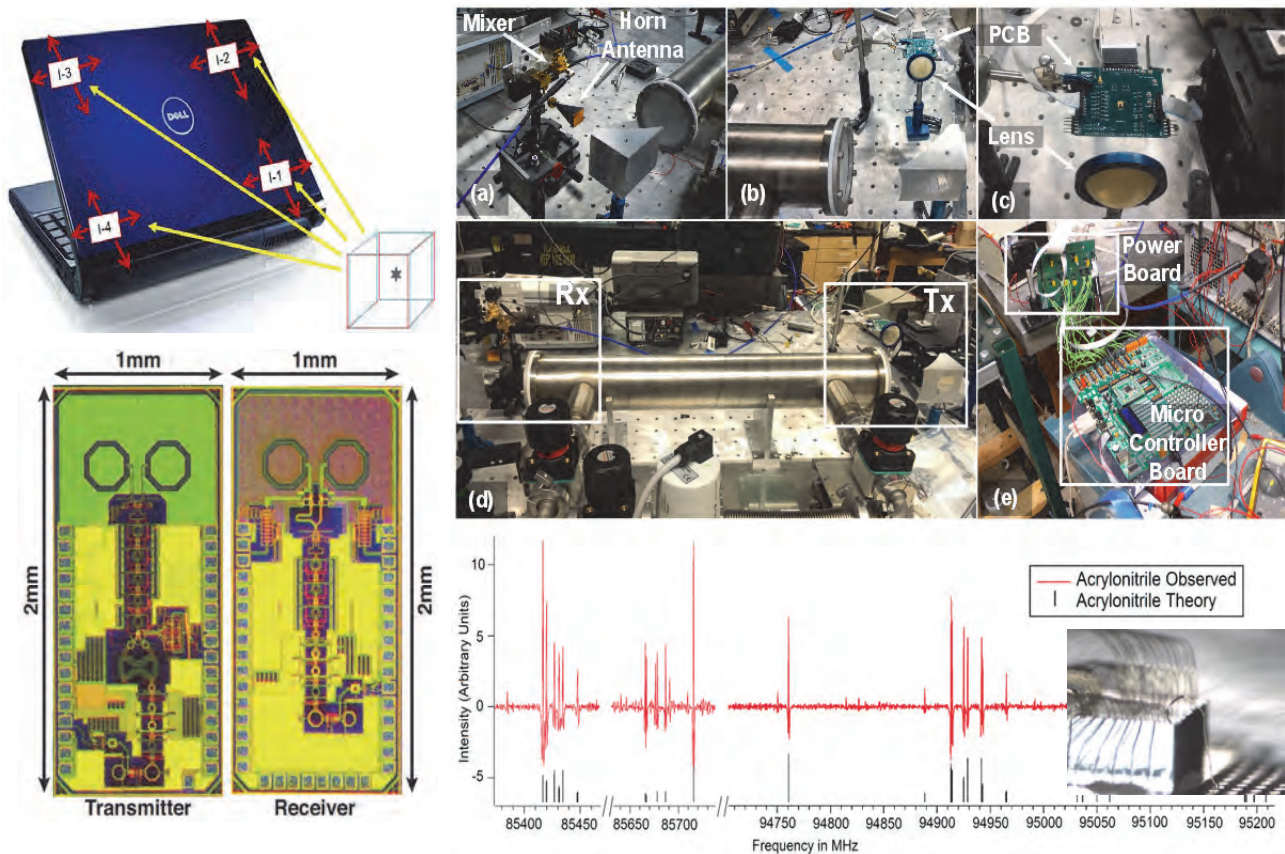 I-3
I-2
DELL
I-1
I-4
Mixer
Horn
Antenna
(a)
(b)
PCB
Lens
(c)
Rx
Tx
(d)
Power
Board
Micro
Controller
Board
(e)
1mm
1mm
2mm
2mm
Transmitter
Receiver
Acrylonitrile Observed
Acrylonitrile Theory
Intensity (Arbitrary Units)
10
5
0
-5
85400
85450
85650
85700
94750
94800
94850
94900
94950
95000
95050
95100
95150
95200
Frequency in MHz